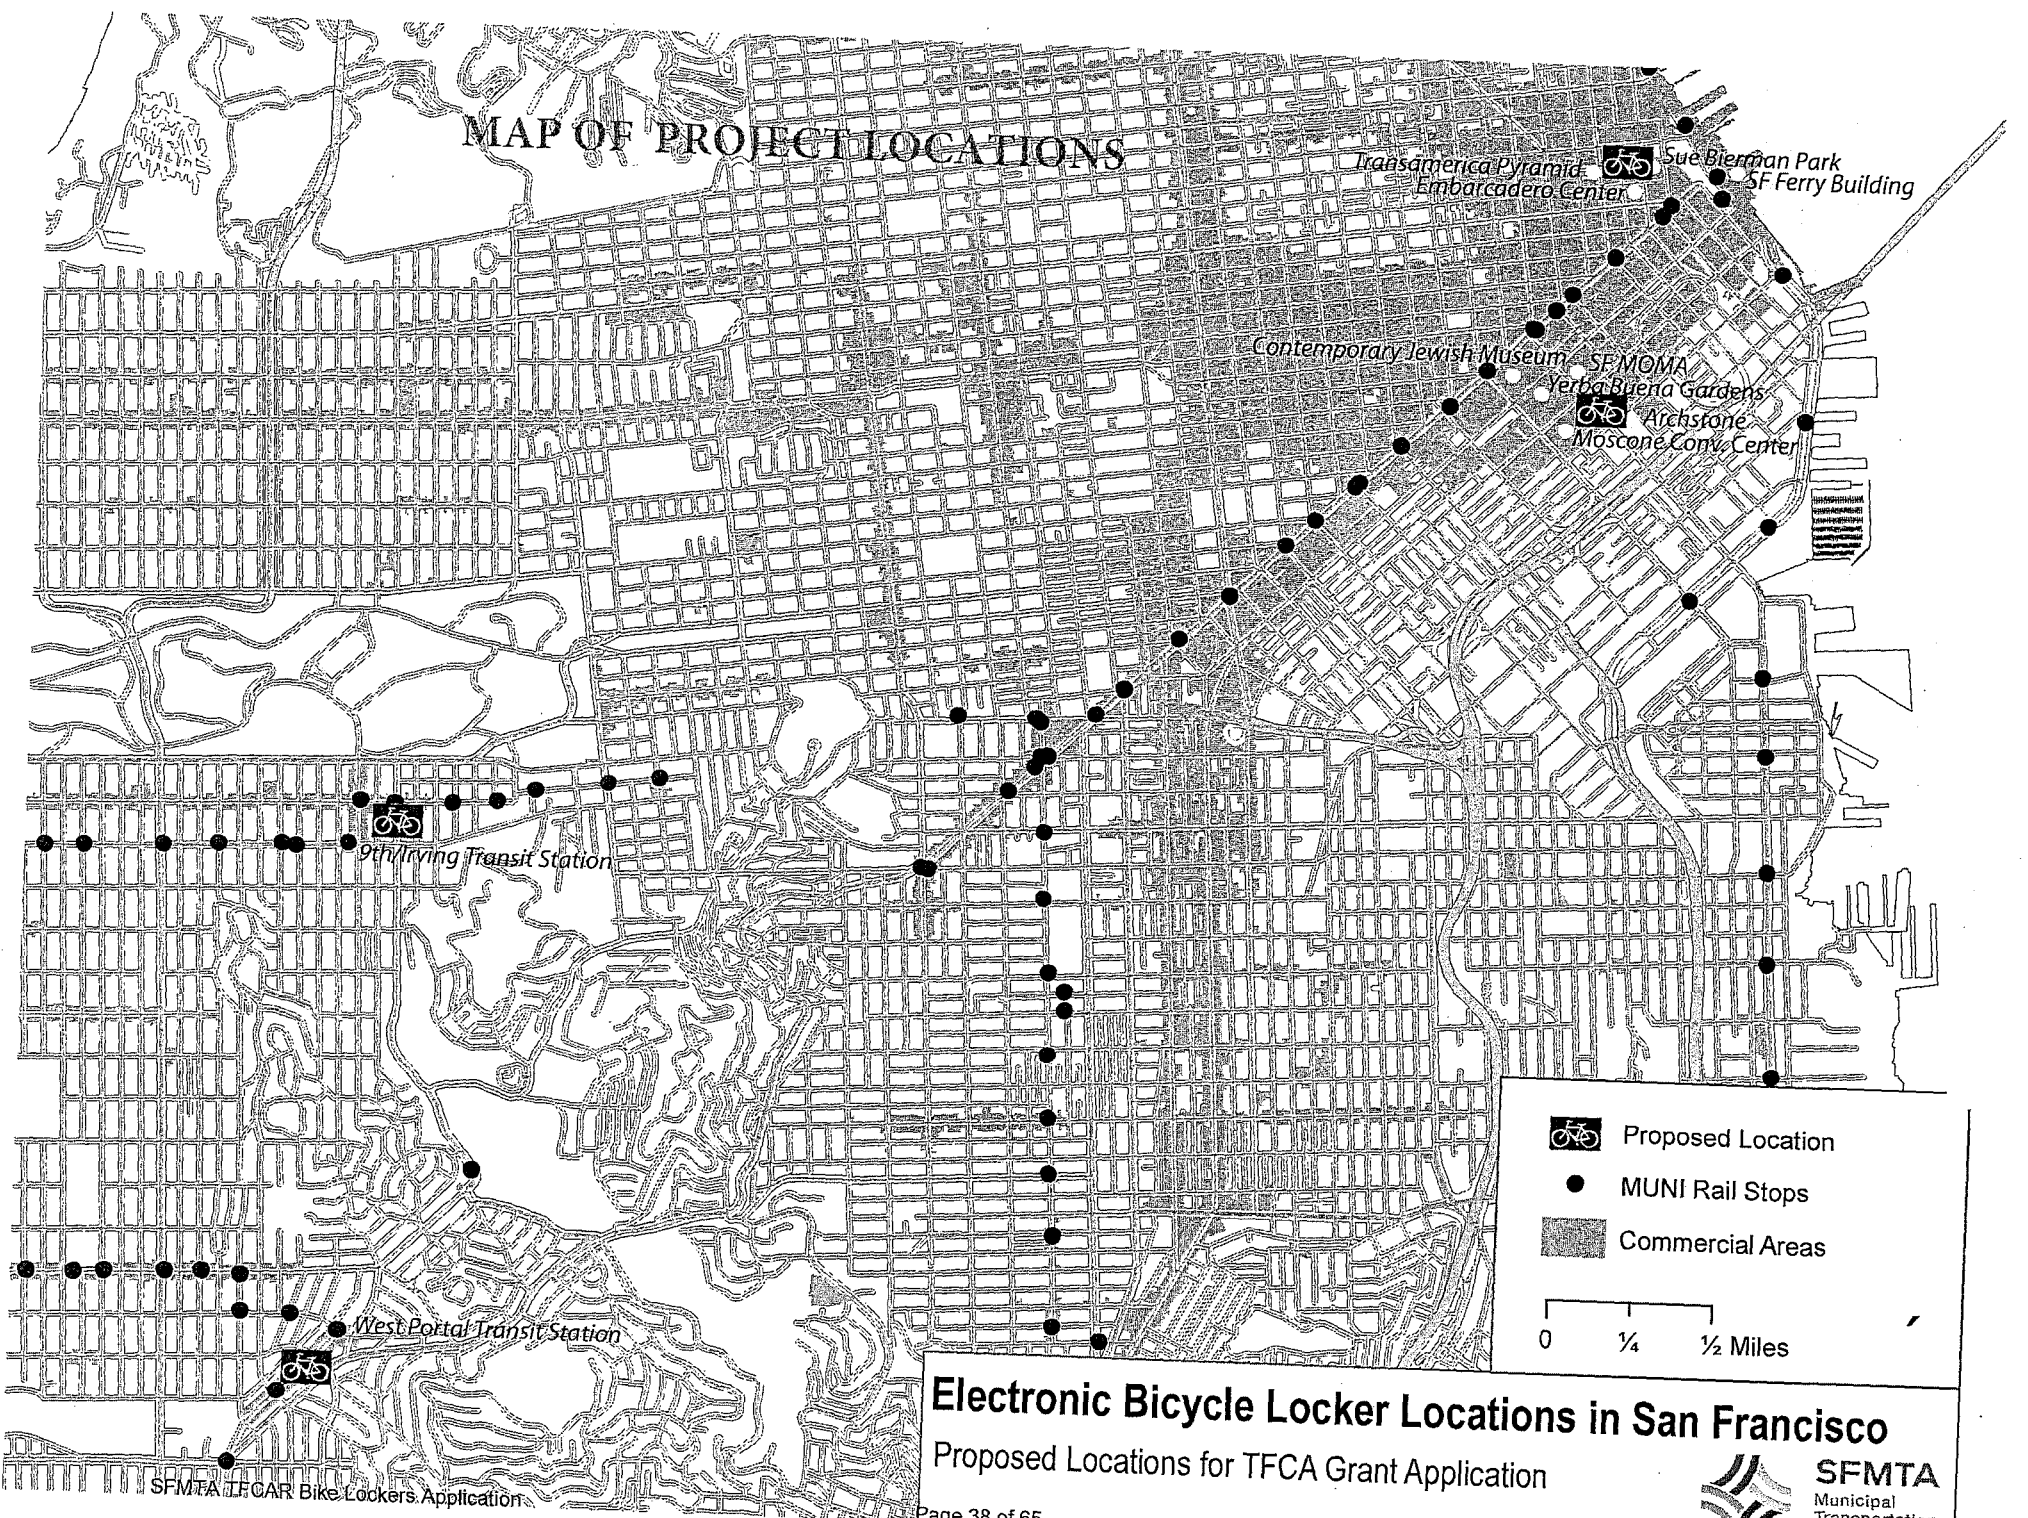 MAP OF PROJECT LOCATIONS
Transamerica Pyramid
Sue Bierman Park
Embarcadero Center
SF Ferry Building
Contemporary Jewish Museum
SF MOMA
Yerba Buena Gardens
Archstone
Moscone Conv. Center
9th/Irving Transit Station
West Portal Transit Station
Proposed Location
MUNI Rail Stops
Commercial Areas
0 ¼ ½ Miles
Electronic Bicycle Locker Locations in San Francisco
Proposed Locations for TFCA Grant Application
SFMTA
Municipal
SFMTA TFCAR Bike Lockers Application
Page 38 of 65